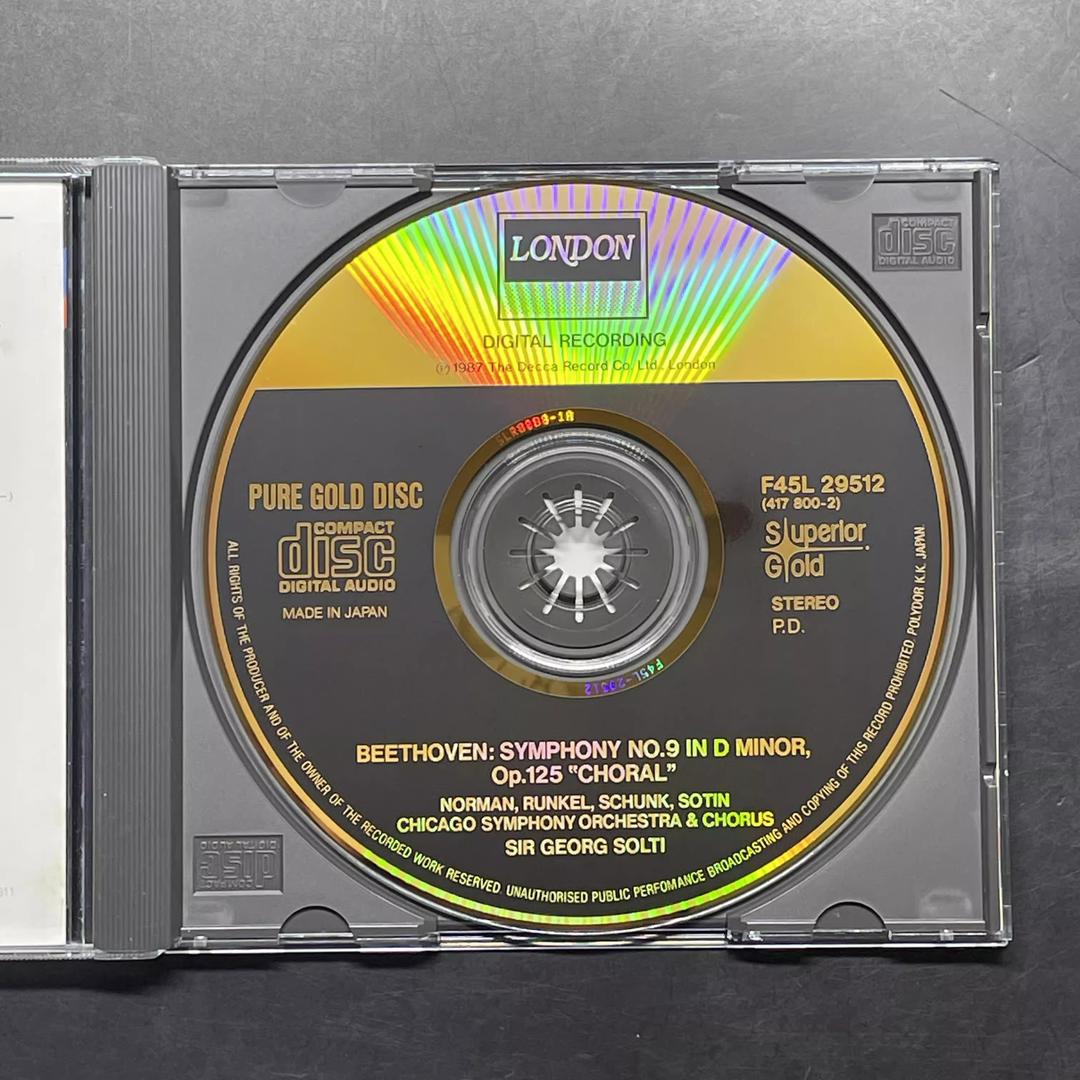 LONDON
DIGITAL RECORDING
℗1987 The Decca Record Co. Ltd., London
PURE GOLD DISC
COMPACT
disc
DIGITAL AUDIO
MADE IN JAPAN
F45L 29512
(417 800-2)
Superior
Gold
STEREO
P.D.
BEETHOVEN: SYMPHONY NO.9 IN D MINOR,
Op.125 “CHORAL”
NORMAN, RUNKEL, SCHUNK, SOTIN
CHICAGO SYMPHONY ORCHESTRA & CHORUS
SIR GEORG SOLTI
ALL RIGHTS OF THE PRODUCER AND OF THE OWNER OF THE RECORDED WORK RESERVED. UNAUTHORISED PUBLIC PERFOMANCE BROADCASTING AND COPYING OF THIS RECORD PROHIBITED. POLYDOR K.K. JAPAN.
COMPACT
disc
DIGITAL AUDIO
COMPACT
disc
DIGITAL AUDIO